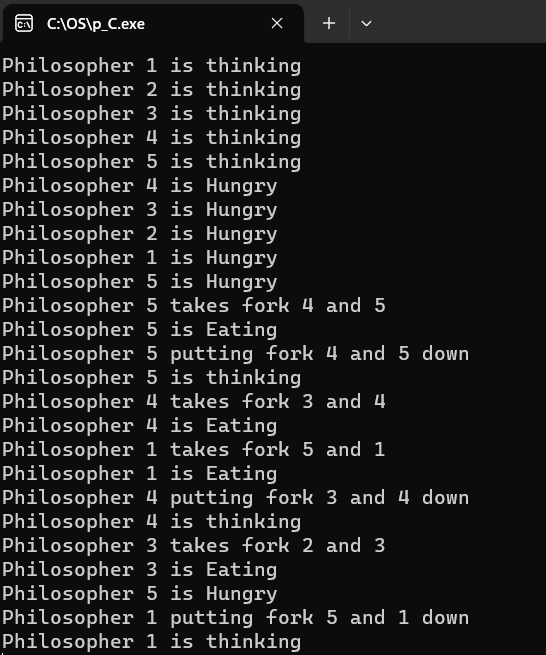 C:\OS\p_C.exe
Philosopher 1 is thinking
Philosopher 2 is thinking
Philosopher 3 is thinking
Philosopher 4 is thinking
Philosopher 5 is thinking
Philosopher 4 is Hungry
Philosopher 3 is Hungry
Philosopher 2 is Hungry
Philosopher 1 is Hungry
Philosopher 5 is Hungry
Philosopher 5 takes fork 4 and 5
Philosopher 5 is Eating
Philosopher 5 putting fork 4 and 5 down
Philosopher 5 is thinking
Philosopher 4 takes fork 3 and 4
Philosopher 4 is Eating
Philosopher 1 takes fork 5 and 1
Philosopher 1 is Eating
Philosopher 4 putting fork 3 and 4 down
Philosopher 4 is thinking
Philosopher 3 takes fork 2 and 3
Philosopher 3 is Eating
Philosopher 5 is Hungry
Philosopher 1 putting fork 5 and 1 down
Philosopher 1 is thinking